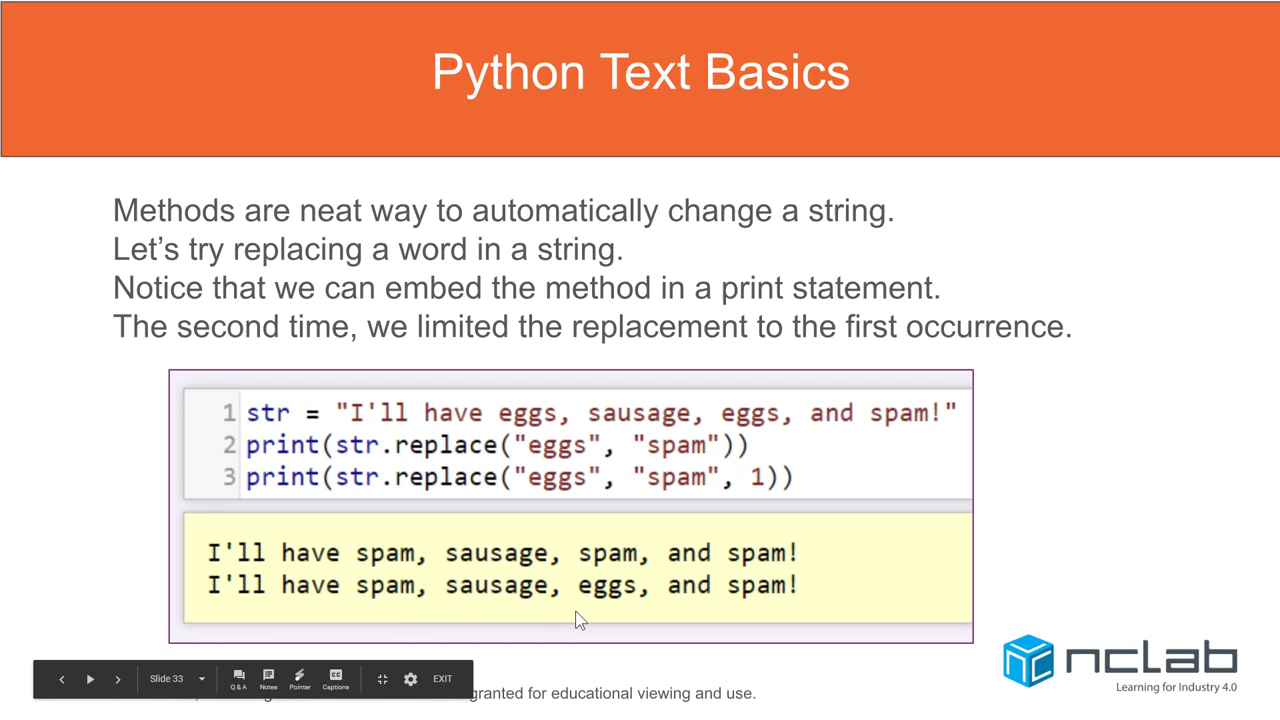 Python Text Basics
Methods are neat way to automatically change a string.
Let's try replacing a word in a string.
Notice that we can embed the method in a print statement.
The second time, we limited the replacement to the first occurrence.
1 str = "I'll have eggs, sausage, eggs, and spam!"
2 print(str.replace("eggs", "spam"))
3 print(str.replace("eggs", "spam", 1))
I'll have spam, sausage, spam, and spam!
I'll have spam, sausage, eggs, and spam!
nclab
Learning for Industry 4.0
Slide 33
Q & A
Notes
Pointer
Captions
EXIT
granted for educational viewing and use.